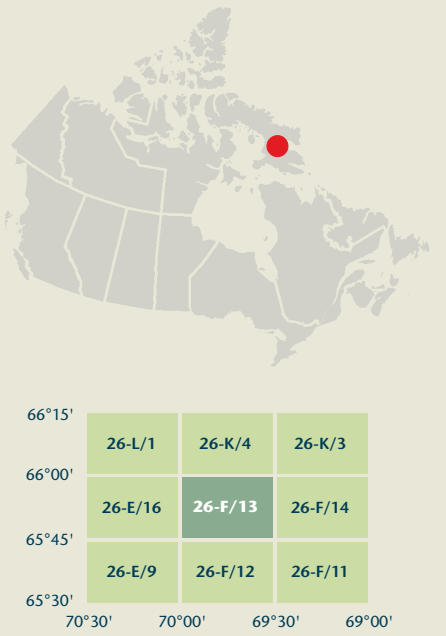 66°15'
26-L/1 26-K/4 26-K/3
66°00'
26-E/16 26-F/13 26-F/14
65°45'
26-E/9 26-F/12 26-F/11
65°30'
70°30' 70°00' 69°30' 69°00'